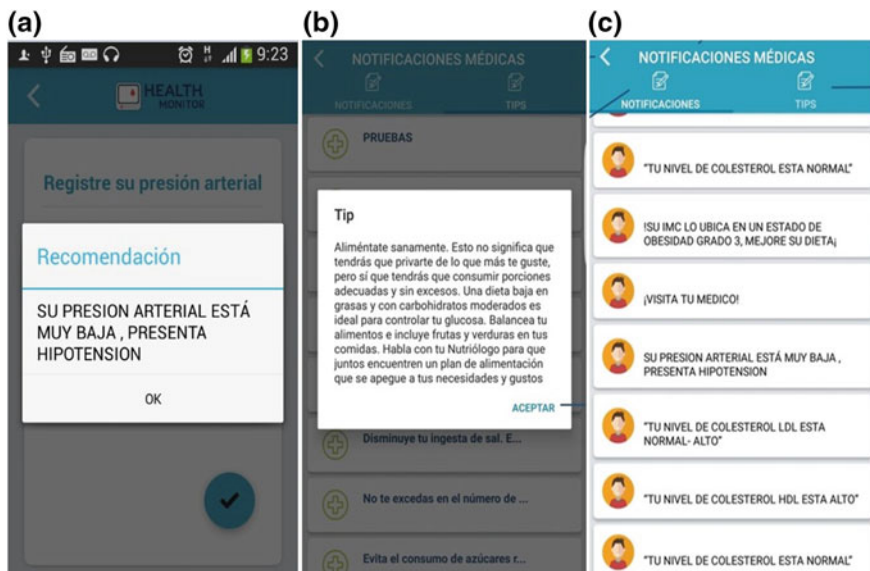 (a)
9:23
HEALTH
MONITOR
Registre su presión arterial
Recomendación
SU PRESION ARTERIAL ESTÁ
MUY BAJA , PRESENTA
HIPOTENSION
OK
(b)
NOTIFICACIONES MÉDICAS
NOTIFICACIONES
TIPS
PRUEBAS
Tip
Aliméntate sanamente. Esto no significa que
tendrás que privarte de lo que más te guste,
pero sí que tendrás que consumir porciones
adecuadas y sin excesos. Una dieta baja en
grasas y con carbohidratos moderados es
ideal para controlar tu glucosa. Balancea tu
alimentos e incluye frutas y verduras en tus
comidas. Habla con tu Nutriólogo para que
juntos encuentren un plan de alimentación
que se apegue a tus necesidades y gustos
ACEPTAR
Disminuye tu ingesta de sal. E...
No te excedas en el número de ...
Evita el consumo de azúcares r...
(c)
NOTIFICACIONES MÉDICAS
NOTIFICACIONES
TIPS
"TU NIVEL DE COLESTEROL ESTA NORMAL"
!SU IMC LO UBICA EN UN ESTADO DE
OBESIDAD GRADO 3, MEJORE SU DIETA¡
¡VISITA TU MEDICO!
SU PRESION ARTERIAL ESTÁ MUY BAJA ,
PRESENTA HIPOTENSION
"TU NIVEL DE COLESTEROL LDL ESTA
NORMAL- ALTO"
"TU NIVEL DE COLESTEROL HDL ESTA ALTO"
"TU NIVEL DE COLESTEROL ESTA NORMAL"